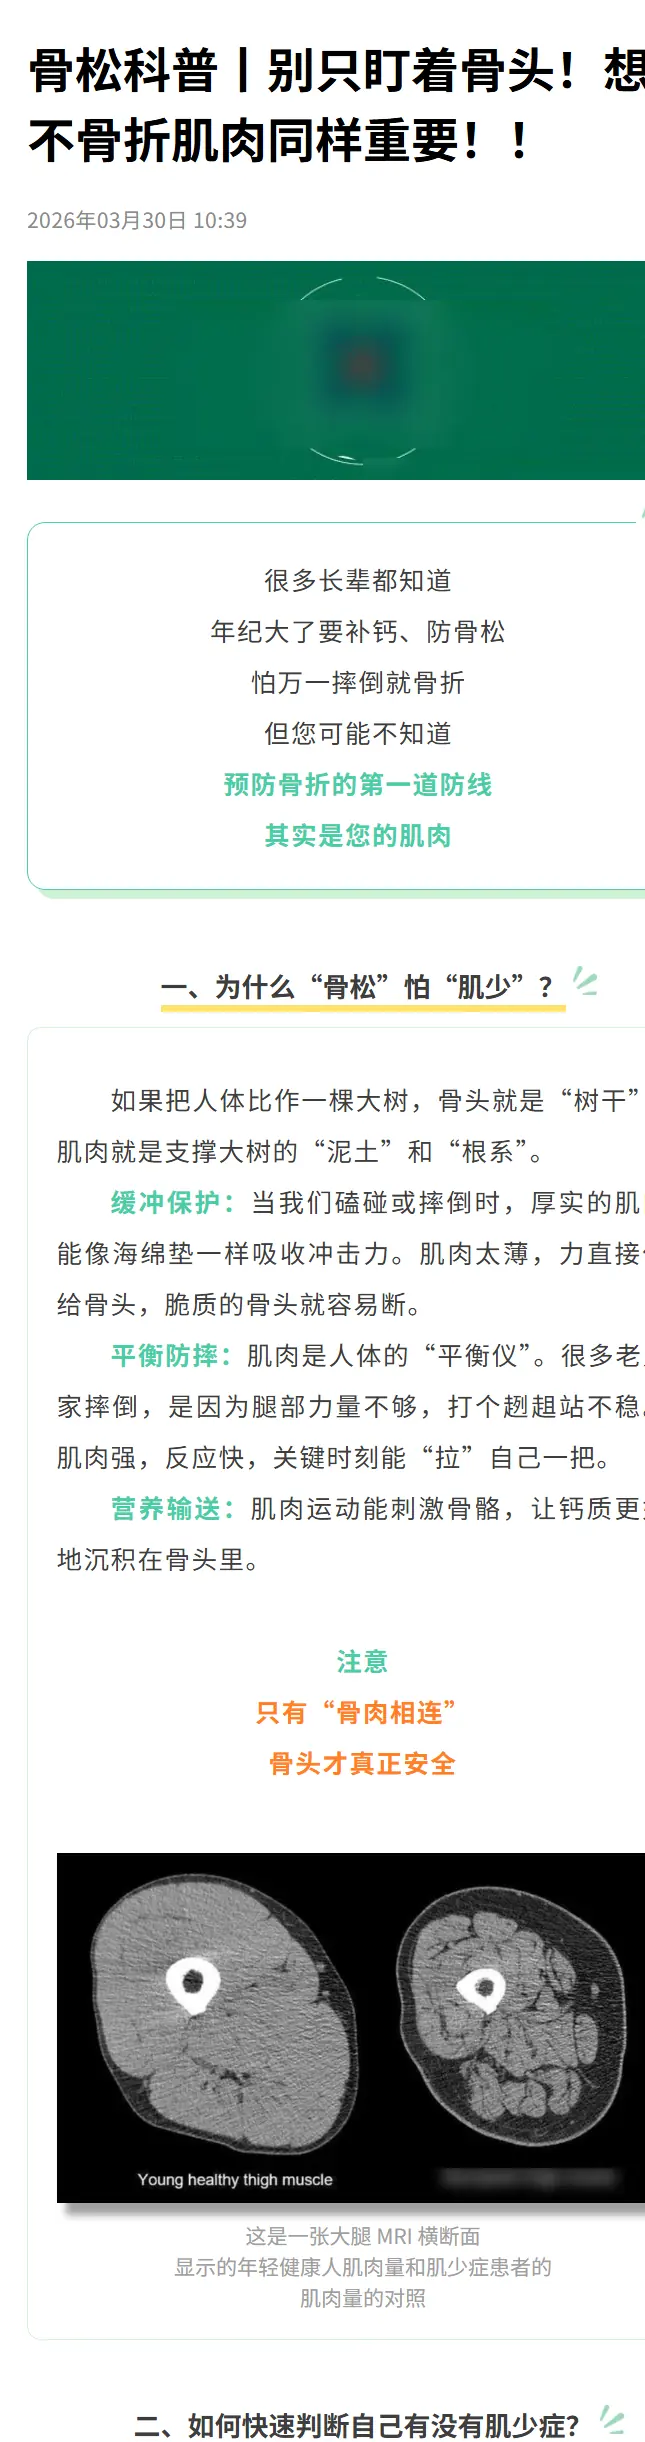 骨松科普丨别只盯着骨头！想
不骨折肌肉同样重要！！
2026年03月30日 10:39
很多长辈都知道
年纪大了要补钙、防骨松
怕万一摔倒就骨折
但您可能不知道
预防骨折的第一道防线
其实是您的肌肉
一、为什么“骨松”怕“肌少”？
如果把人体比作一棵大树，骨头就是“树干”
肌肉就是支撑大树的“泥土”和“根系”。
缓冲保护：当我们磕碰或摔倒时，厚实的肌
能像海绵垫一样吸收冲击力。肌肉太薄，力直接
给骨头，脆质的骨头就容易断。
平衡防摔：肌肉是人体的“平衡仪”。很多老
家摔倒，是因为腿部力量不够，打个趔趄站不稳。
肌肉强，反应快，关键时刻能“拉”自己一把。
营养输送：肌肉运动能刺激骨骼，让钙质更
地沉积在骨头里。
注意
只有“骨肉相连”
骨头才真正安全
Young healthy thigh muscle
这是一张大腿 MRI 横断面
显示的年轻健康人肌肉量和肌少症患者的
肌肉量的对照
二、如何快速判断自己有没有肌少症？